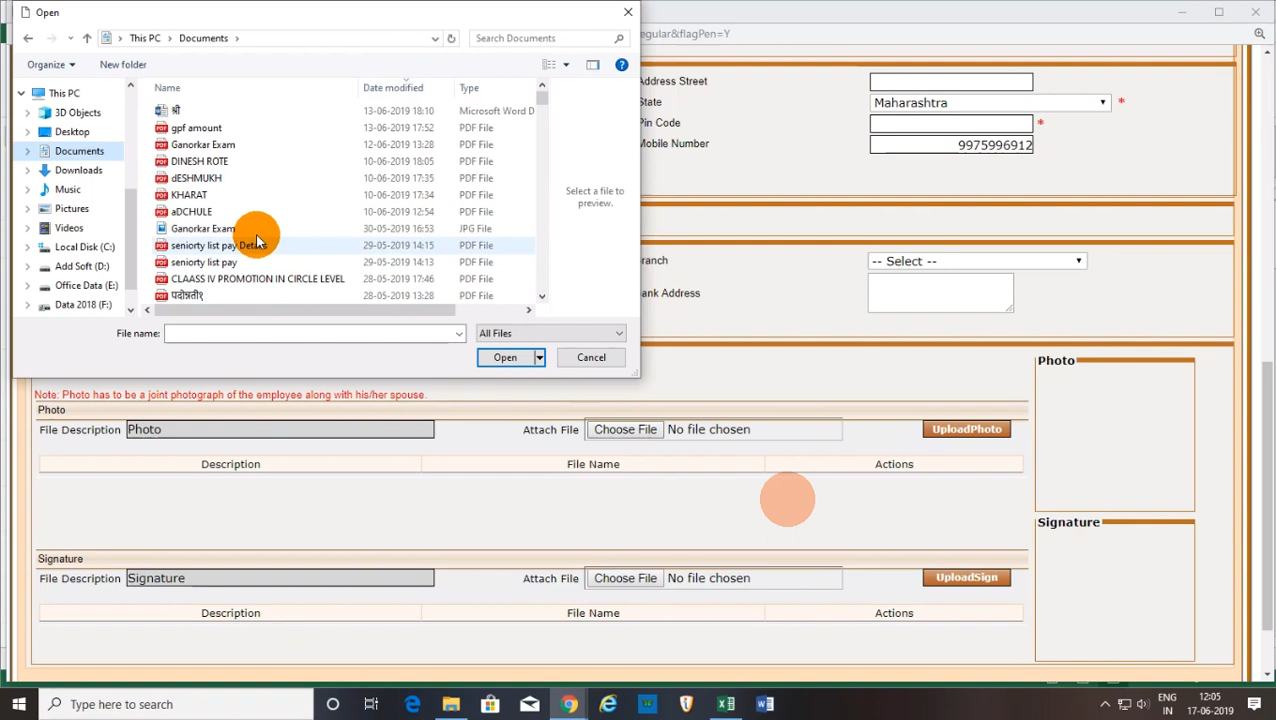 Open
This PC > Documents >
Search Documents
egular&flagPen=Y
Organize
New folder
Name Date modified Type
This PC
3D Objects
Desktop
Documents
Downloads
Music
Pictures
Videos
Local Disk (C:)
Add Soft (D:)
Office Data (E:)
Data 2018 (F:)
श्री 13-06-2019 18:10 Microsoft Word D
gpf amount 13-06-2019 17:52 PDF File
Ganorkar Exam 12-06-2019 13:28 PDF File
DINESH ROTE 10-06-2019 18:05 PDF File
dESHMUKH 10-06-2019 17:35 PDF File
KHARAT 10-06-2019 17:34 PDF File
aDCHULE 10-06-2019 12:54 PDF File
Ganorkar Exam 30-05-2019 16:53 JPG File
seniorty list pay Details 29-05-2019 14:15 PDF File
seniorty list pay 29-05-2019 14:13 PDF File
CLAASS IV PROMOTION IN CIRCLE LEVEL 28-05-2019 17:46 PDF File
28-05-2019 13:28 PDF File
Select a file to
preview.
File name:
All Files
Open
Cancel
Address Street
State Maharashtra *
Pin Code *
Mobile Number 9975996912
Branch -- Select --
Bank Address
Note: Photo has to be a joint photograph of the employee along with his/her spouse.
Photo
File Description Photo Attach File Choose File No file chosen UploadPhoto
Description File Name Actions
Photo
Signature
File Description Signature Attach File Choose File No file chosen UploadSign
Description File Name Actions
Signature
Type here to search
ENG
IN
12:05
17-06-2019